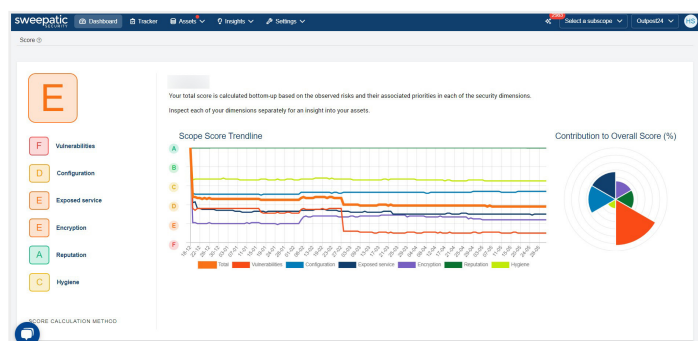 sweepatic
SECURITY
Dashboard
Tracker
Assets
Insights
Settings
2503
Select a subscope
Outpost24
HS
Score
E
Your total score is calculated bottom-up based on the observed risks and their associated priorities in each of the security dimensions.
Inspect each of your dimensions separately for an insight into your assets.
F Vulnerabilities
D Configuration
E Exposed service
E Encryption
A Reputation
C Hygiene
SCORE CALCULATION METHOD
Scope Score Trendline
A
B
C
D
E
F
Total
Vulnerabilities
Configuration
Exposed service
Encryption
Reputation
Hygiene
Contribution to Overall Score (%)